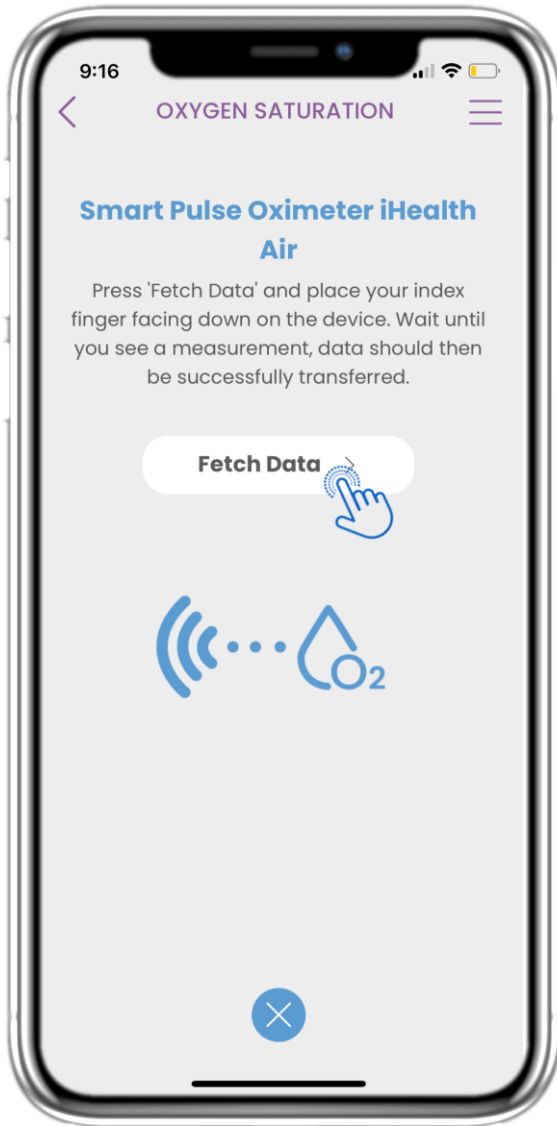 9:16
OXYGEN SATURATION
Smart Pulse Oximeter iHealth
Air
Press 'Fetch Data' and place your index
finger facing down on the device. Wait until
you see a measurement, data should then
be successfully transferred.
Fetch Data
O2